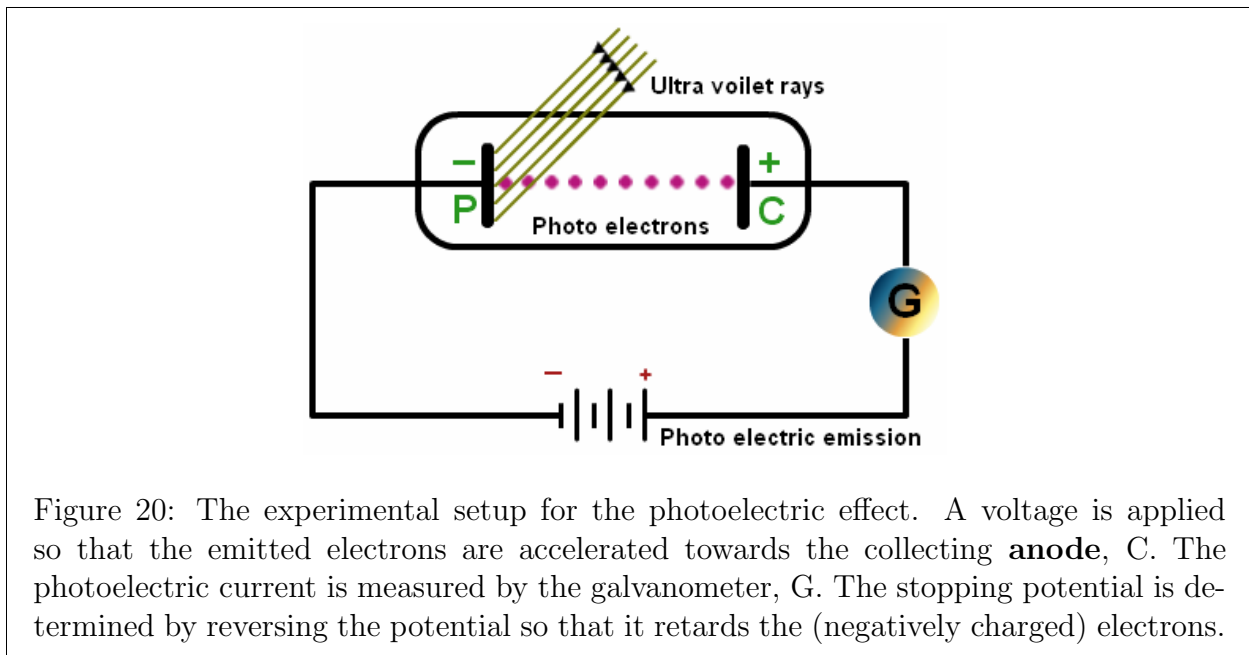 Ultra voilet rays
− +
P C
Photo electrons
G
− +
Photo electric emission
Figure 20: The experimental setup for the photoelectric effect. A voltage is applied
so that the emitted electrons are accelerated towards the collecting anode, C. The
photoelectric current is measured by the galvanometer, G. The stopping potential is de-
termined by reversing the potential so that it retards the (negatively charged) electrons.